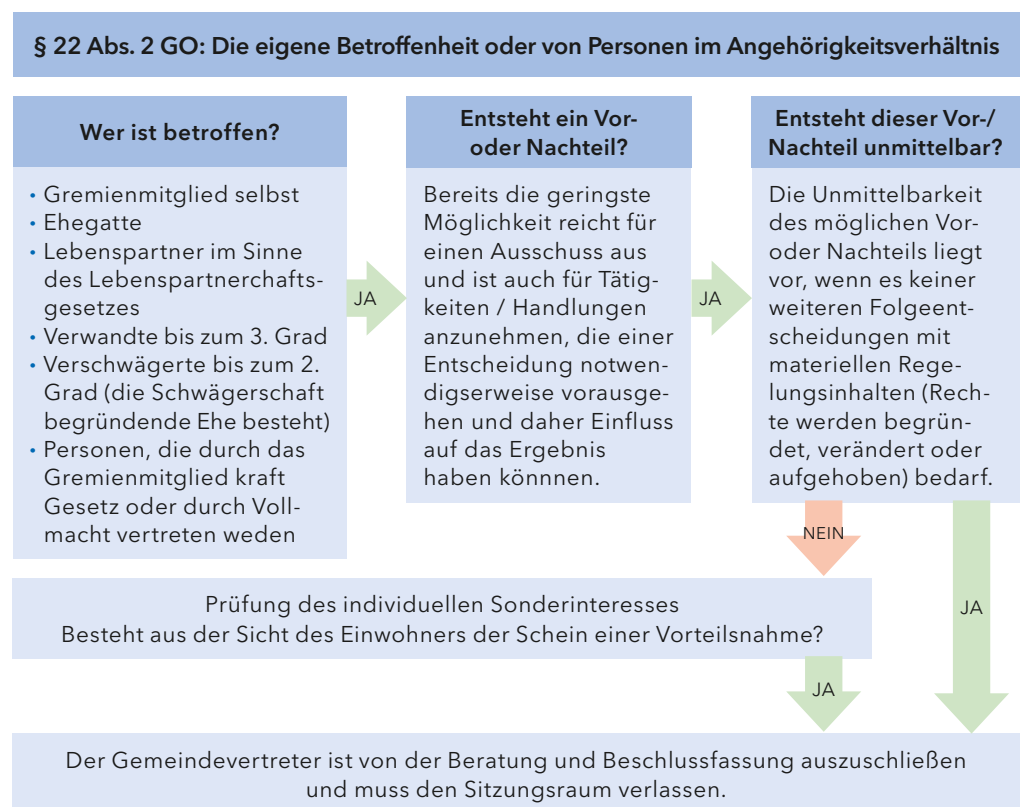 § 22 Abs. 2 GO: Die eigene Betroffenheit oder von Personen im Angehörigkeitsverhältnis
Wer ist betroffen?
• Gremienmitglied selbst
• Ehegatte
• Lebenspartner im Sinne
des Lebenspartnerchafts-
gesetzes
• Verwandte bis zum 3. Grad
• Verschwägerte bis zum 2.
Grad (die Schwägerschaft
begründende Ehe besteht)
• Personen, die durch das
Gremienmitglied kraft
Gesetz oder durch Voll-
macht vertreten weden
JA
Entsteht ein Vor-
oder Nachteil?
Bereits die geringste
Möglichkeit reicht für
einen Ausschuss aus
und ist auch für Tätig-
keiten / Handlungen
anzunehmen, die einer
Entscheidung notwen-
digserweise vorausge-
hen und daher Einfluss
auf das Ergebnis
haben könnnen.
JA
Entsteht dieser Vor-/
Nachteil unmittelbar?
Die Unmittelbarkeit
des möglichen Vor-
oder Nachteils liegt
vor, wenn es keiner
weiteren Folgeent-
scheidungen mit
materiellen Rege-
lungsinhalten (Rech-
te werden begrün-
det, verändert oder
aufgehoben) bedarf.
NEIN
JA
Prüfung des individuellen Sonderinteresses
Besteht aus der Sicht des Einwohners der Schein einer Vorteilsnahme?
JA
Der Gemeindevertreter ist von der Beratung und Beschlussfassung auszuschließen
und muss den Sitzungsraum verlassen.